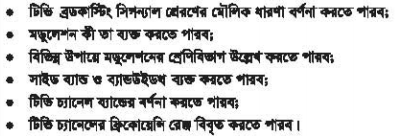 • টিভি ব্রডকাস্টিং সিগন্যাল প্রেরণের মৌলিক ধারণা বর্ণনা করতে পারব;
• মডুলেশন কী তা ব্যক্ত করতে পারব;
• বিভিন্ন উপায়ে মডুলেশনের শ্রেণিবিভাগ উল্লেখ করতে পারব;
• সাইড ব্যান্ড ও ব্যান্ডউইডথ ব্যক্ত করতে পারব;
• টিভি চ্যানেল ব্যান্ডের বর্ণনা করতে পারব;
• টিভি চ্যানেলের ফ্রিকোয়েন্সি রেঞ্জ বিবৃত করতে পারব।